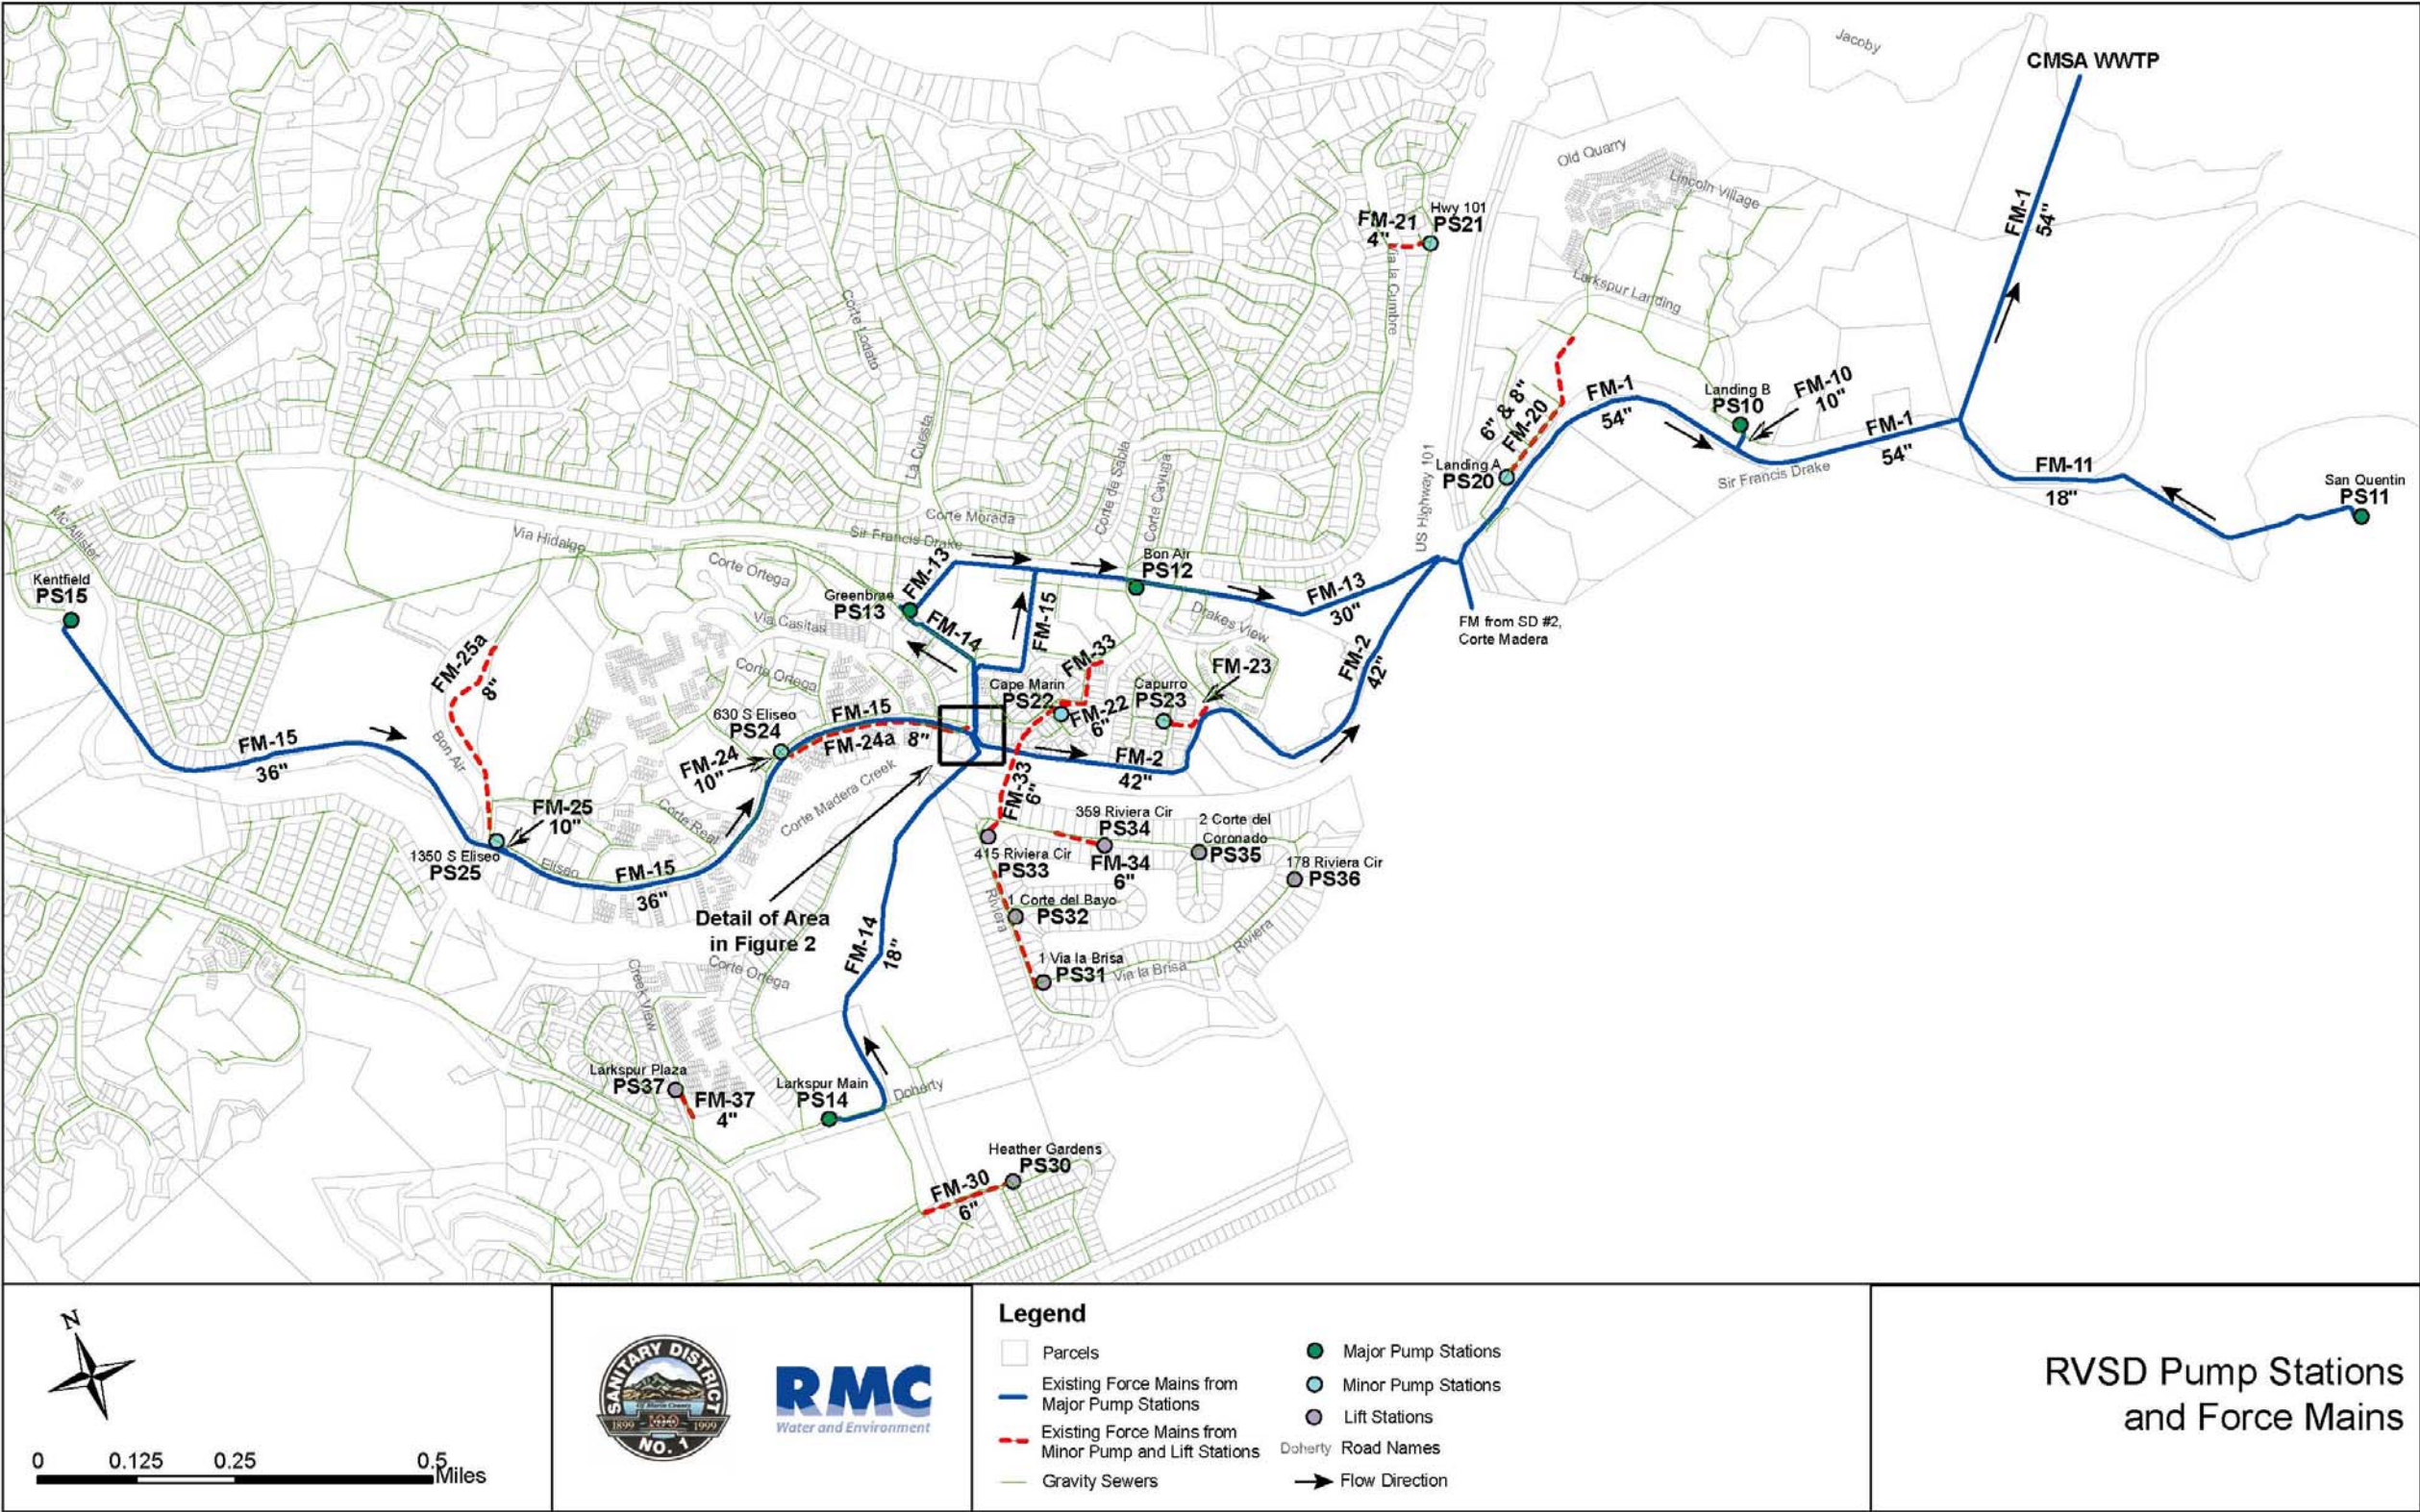 Jacoby
CMSA WWTP
Old Quarry
Lincoln Village
FM-1
54"
Hwy 101
FM-21
PS21
4"
Via la Cumbre
Larkspur Landing
Corte Lodato
6" & 8"
FM-20
FM-1
54"
Landing B
PS10
FM-10
10"
FM-1
54"
La Cuesta
Corte de Sabla
Corte Cayuga
US Highway 101
Landing A
PS20
Sir Francis Drake
FM-11
18"
San Quentin
PS11
McAllister
Via Hidalgo
Corte Morada
Sir Francis Drake
Kentfield
PS15
Corte Ortega
FM-13
Bon Air
PS12
Greenbrae
PS13
Via Casitas
FM-14
FM-15
Drakes View
FM-13
30"
FM from SD #2,
Corte Madera
FM-25a
8"
Corte Ortega
FM-33
Cape Marin
PS22
FM-22
6"
Capurro
PS23
FM-23
FM-2
42"
630 S Eliseo
PS24
FM-15
FM-24a 8"
FM-24
10"
Bon Air
FM-15
36"
FM-2
42"
Corte Madera Creek
FM-33
6"
FM-25
10"
Corte Real
1350 S Eliseo
PS25
Eliseo
FM-15
36"
359 Riviera Cir
PS34
FM-34
6"
2 Corte del
Coronado
PS35
415 Riviera Cir
PS33
178 Riviera Cir
PS36
Riviera
1 Corte del Bayo
PS32
Riviera
Detail of Area
in Figure 2
FM-14
18"
1 Via la Brisa
PS31
Via la Brisa
Corte Ortega
Creek View
Larkspur Plaza
PS37
FM-37
4"
Larkspur Main
PS14
Doherty
Heather Gardens
PS30
FM-30
6"
N
0 0.125 0.25 0.5
Miles
SANITARY DISTRICT
1899 1999
NO. 1
RMC
Water and Environment
Legend
Parcels
Existing Force Mains from
Major Pump Stations
Existing Force Mains from
Minor Pump and Lift Stations
Gravity Sewers
Major Pump Stations
Minor Pump Stations
Lift Stations
Doherty Road Names
Flow Direction
RVSD Pump Stations
and Force Mains